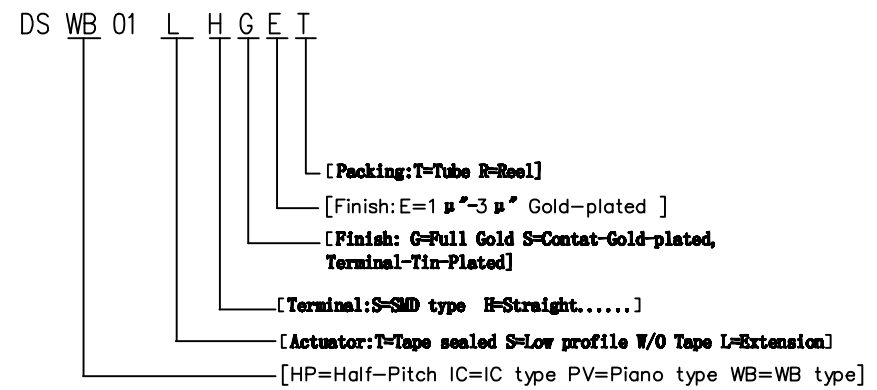 DS WB 01 L H G E T
[Packing:T=Tube R=Reel]
[Finish:E=1 μ"-3 μ" Gold-plated ]
[Finish: G=Full Gold S=Contat-Gold-plated,
Terminal-Tin-Plated]
[Terminal:S=SMD type H=Straight......]
[Actuator:T=Tape sealed S=Low profile W/O Tape L=Extension]
[HP=Half-Pitch IC=IC type PV=Piano type WB=WB type]